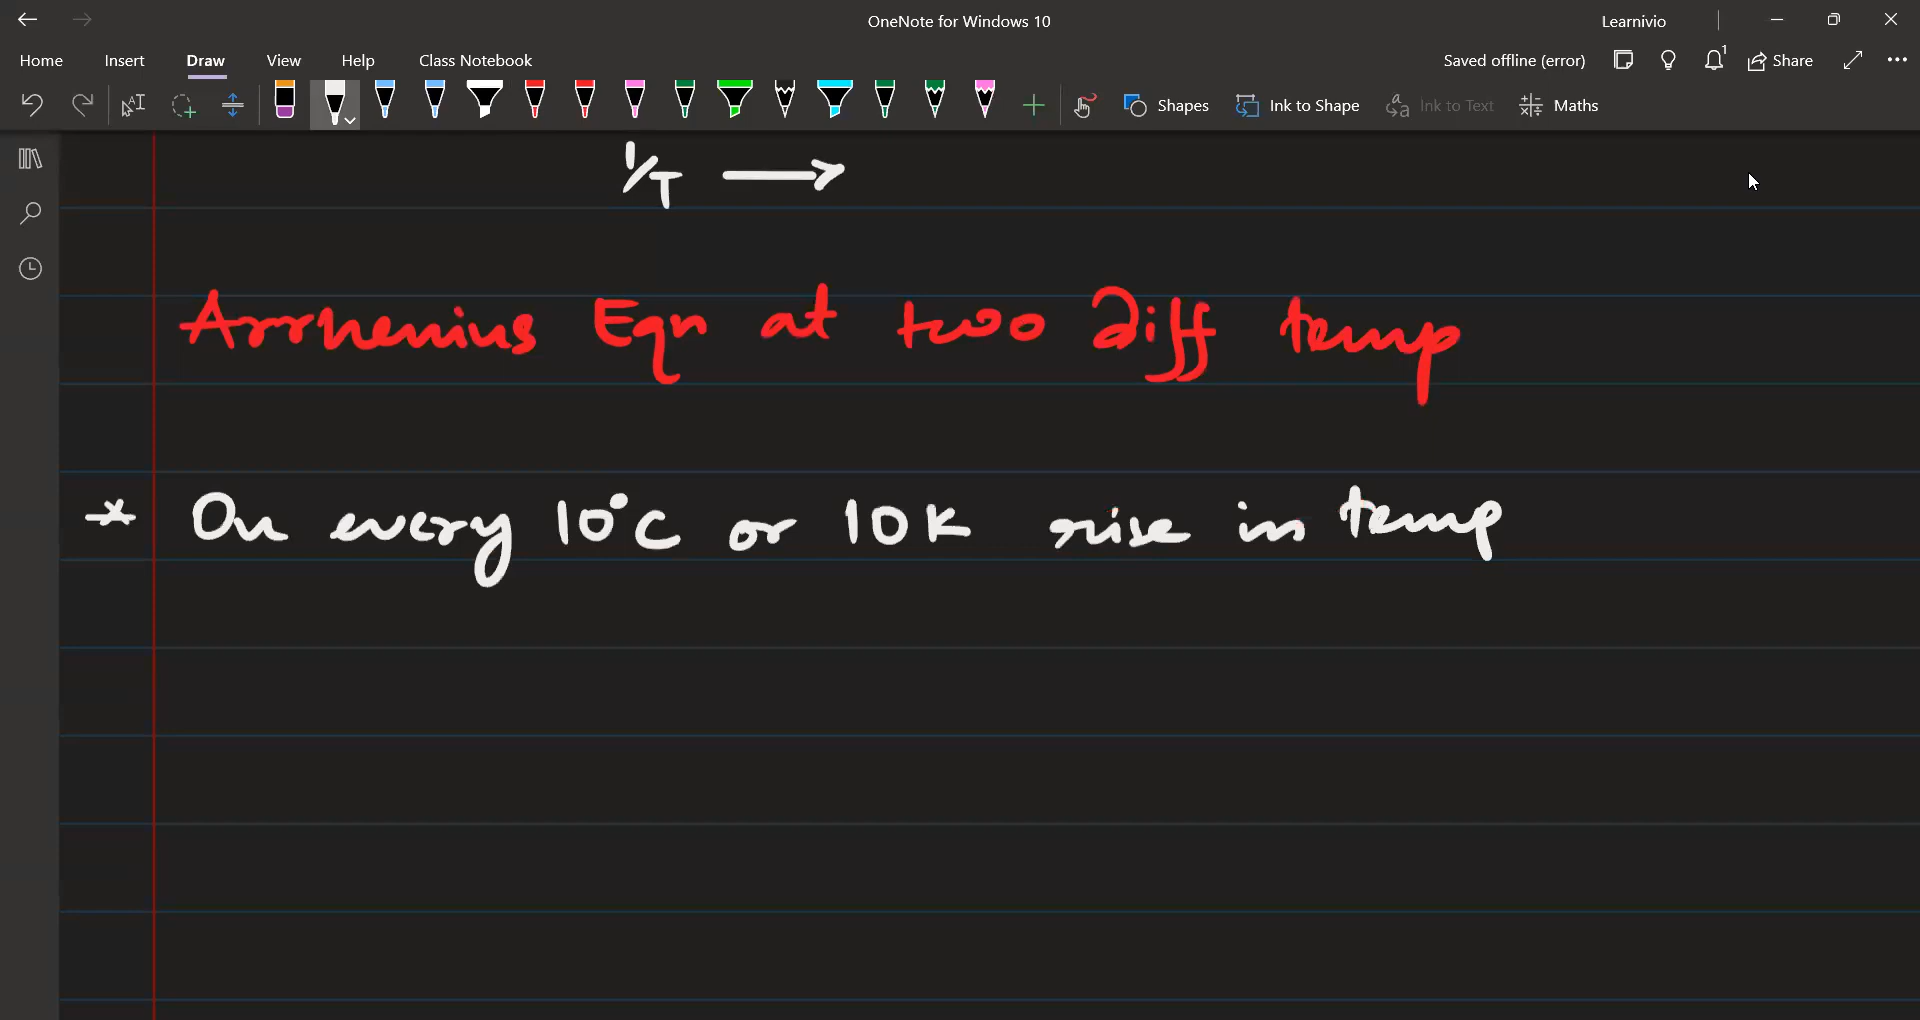 OneNote for Windows 10
Learnivio
Home Insert Draw View Help Class Notebook
Saved offline (error) 1 Share
Shapes Ink to Shape Ink to Text Maths
1/T →
Arrhenius Eqn at two diff temp
* On every 10°C or 10K rise in temp